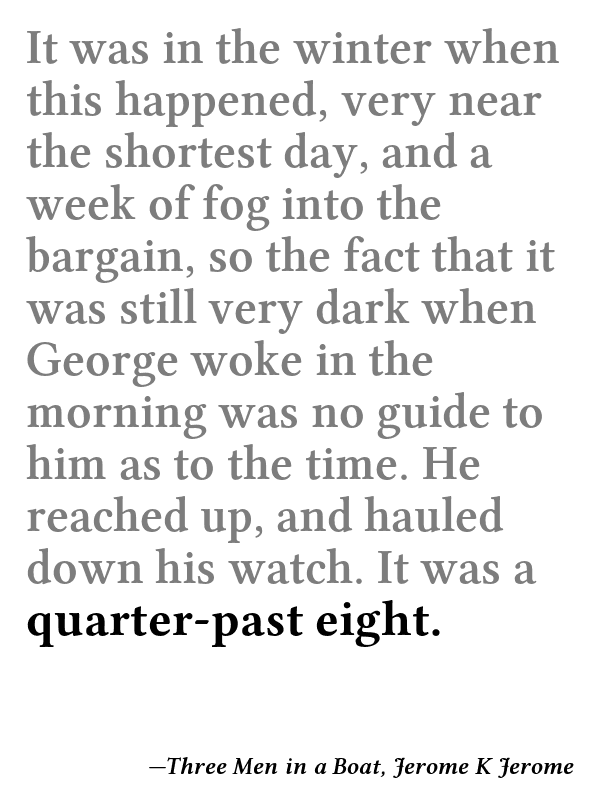 It was in the winter when
this happened, very near
the shortest day, and a
week of fog into the
bargain, so the fact that it
was still very dark when
George woke in the
morning was no guide to
him as to the time. He
reached up, and hauled
down his watch. It was a
quarter-past eight.
—Three Men in a Boat, Jerome K Jerome